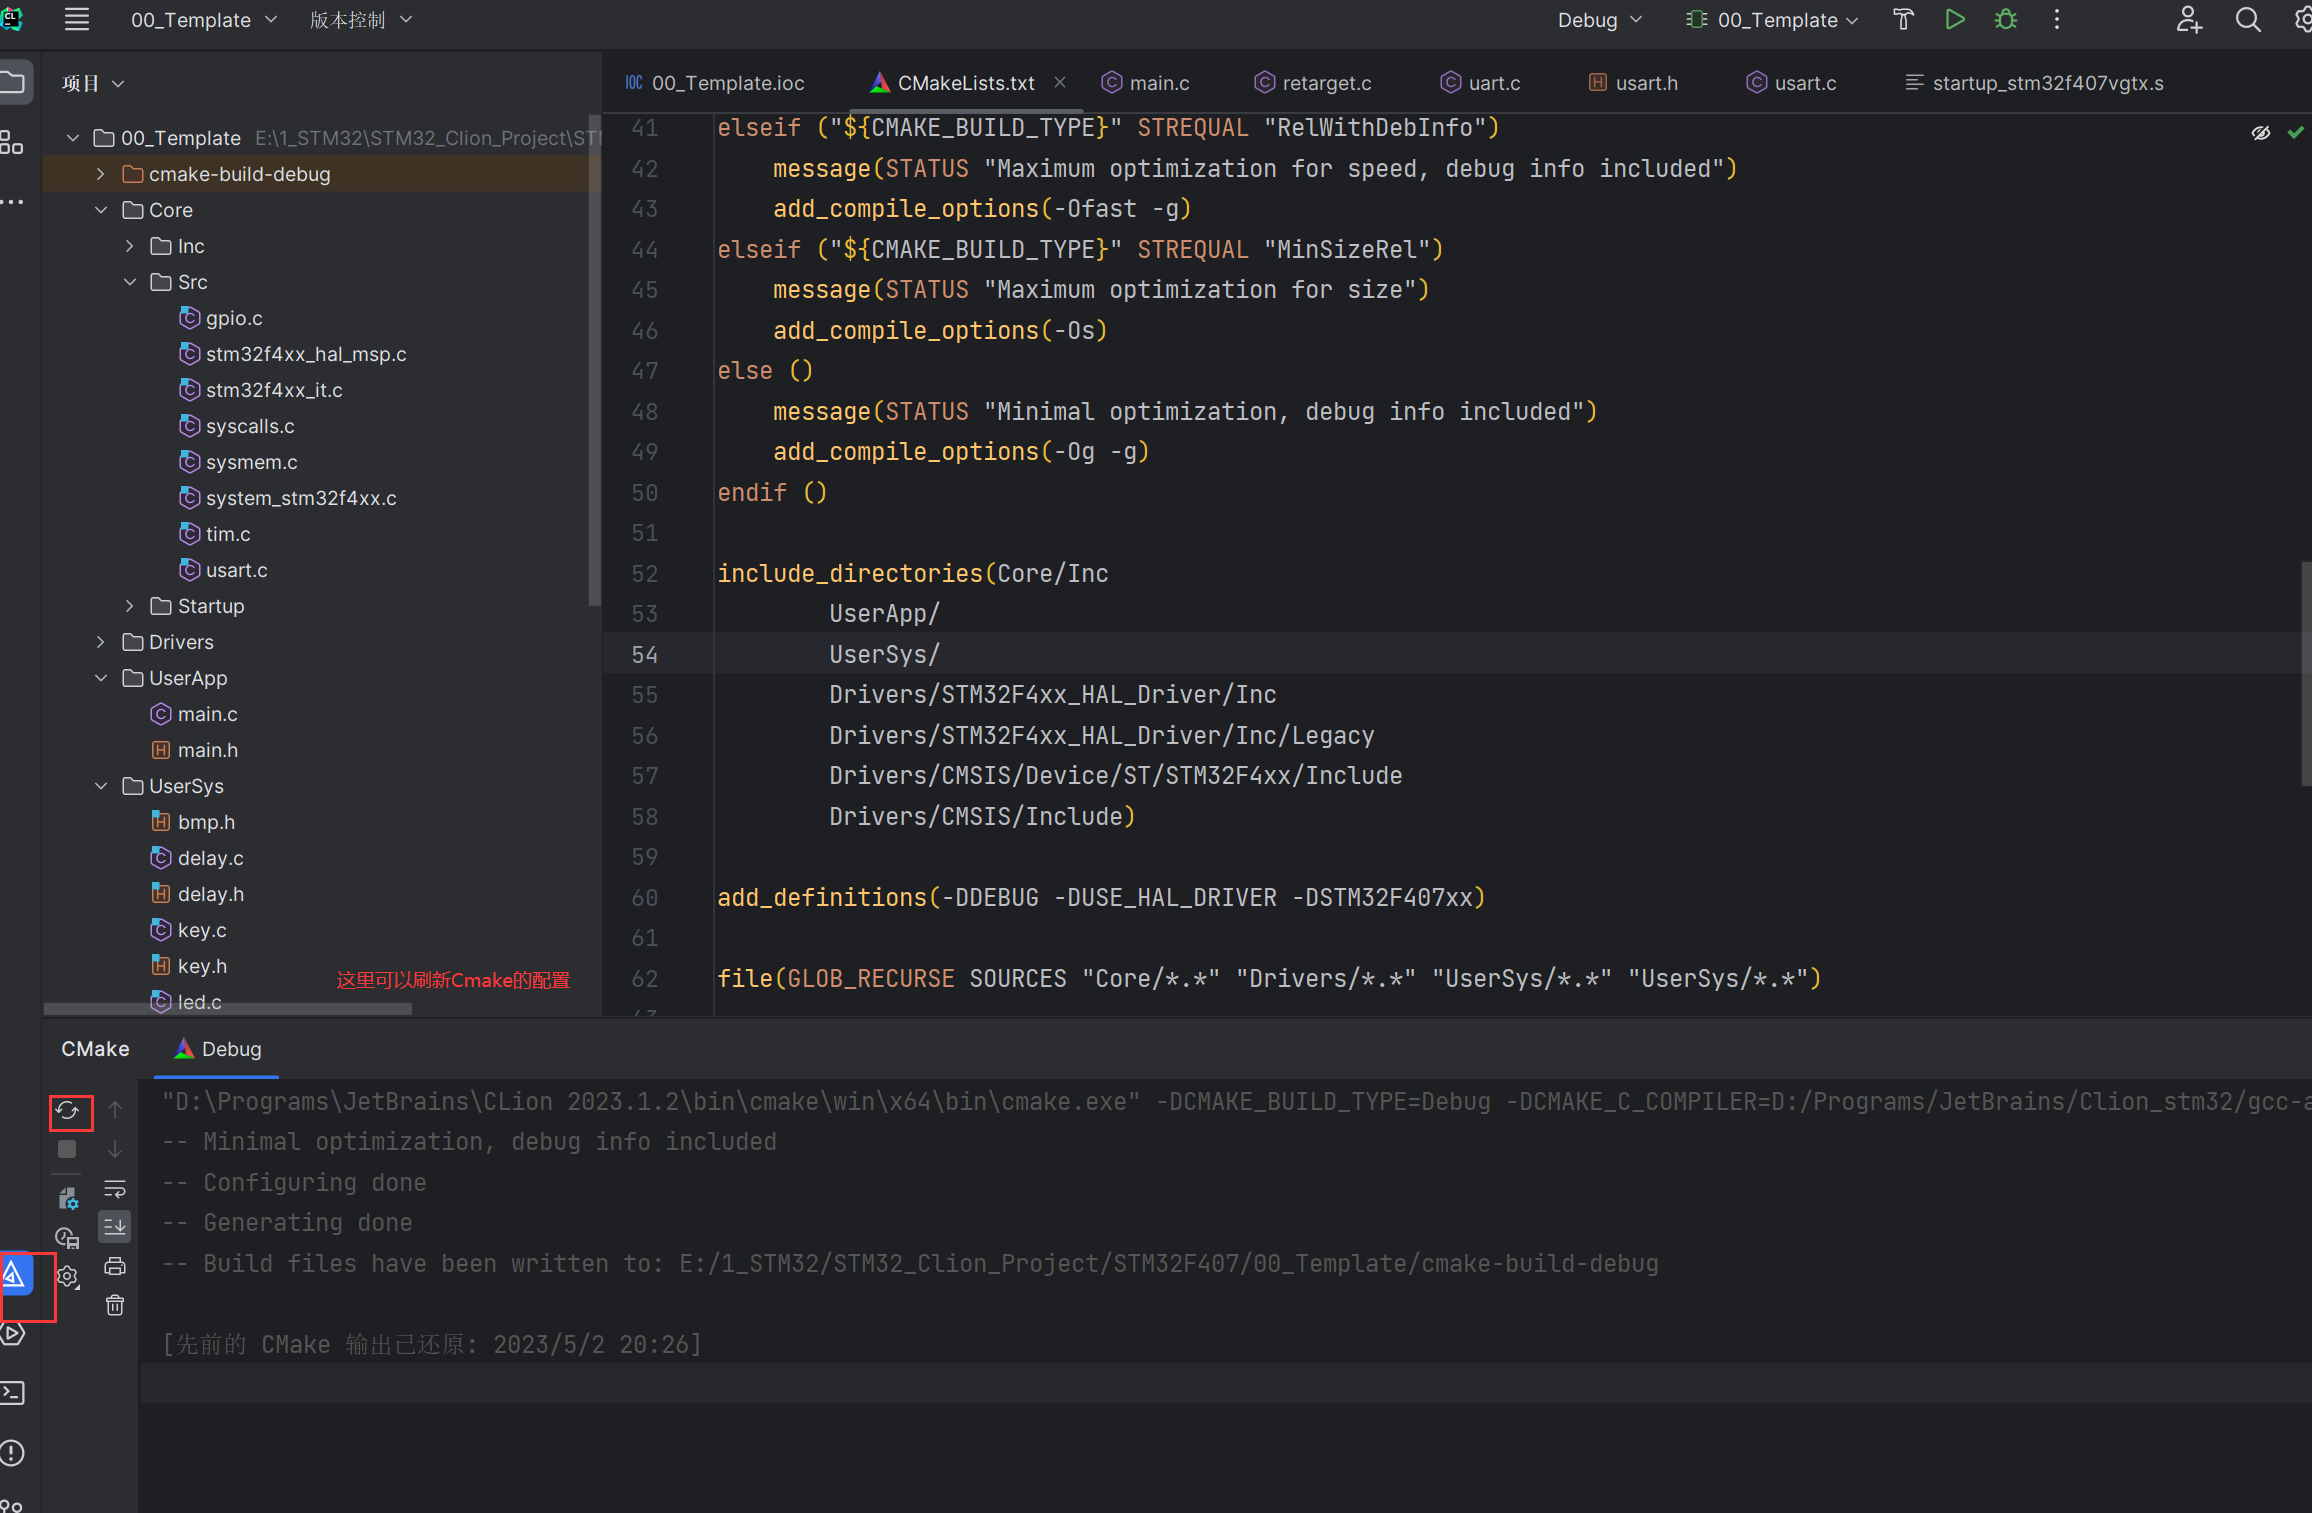 00_Template 版本控制 Debug 00_Template
项目
00_Template E:\1_STM32\STM32_Clion_Project\STM
cmake-build-debug
Core
Inc
Src
gpio.c
stm32f4xx_hal_msp.c
stm32f4xx_it.c
syscalls.c
sysmem.c
system_stm32f4xx.c
tim.c
usart.c
Startup
Drivers
UserApp
main.c
main.h
UserSys
bmp.h
delay.c
delay.h
key.c
key.h
led.c
这里可以刷新Cmake的配置
IOC 00_Template.ioc CMakeLists.txt main.c retarget.c uart.c usart.h usart.c startup_stm32f407vgtx.s
41 elseif ("${CMAKE_BUILD_TYPE}" STREQUAL "RelWithDebInfo")
42 message(STATUS "Maximum optimization for speed, debug info included")
43 add_compile_options(-Ofast -g)
44 elseif ("${CMAKE_BUILD_TYPE}" STREQUAL "MinSizeRel")
45 message(STATUS "Maximum optimization for size")
46 add_compile_options(-Os)
47 else ()
48 message(STATUS "Minimal optimization, debug info included")
49 add_compile_options(-Og -g)
50 endif ()
51
52 include_directories(Core/Inc
53 UserApp/
54 UserSys/
55 Drivers/STM32F4xx_HAL_Driver/Inc
56 Drivers/STM32F4xx_HAL_Driver/Inc/Legacy
57 Drivers/CMSIS/Device/ST/STM32F4xx/Include
58 Drivers/CMSIS/Include)
59
60 add_definitions(-DDEBUG -DUSE_HAL_DRIVER -DSTM32F407xx)
61
62 file(GLOB_RECURSE SOURCES "Core/*.*" "Drivers/*.*" "UserSys/*.*" "UserSys/*.*")
CMake Debug
"D:\Programs\JetBrains\CLion 2023.1.2\bin\cmake\win\x64\bin\cmake.exe" -DCMAKE_BUILD_TYPE=Debug -DCMAKE_C_COMPILER=D:/Programs/JetBrains/Clion_stm32/gcc-a
-- Minimal optimization, debug info included
-- Configuring done
-- Generating done
-- Build files have been written to: E:/1_STM32/STM32_Clion_Project/STM32F407/00_Template/cmake-build-debug
[先前的 CMake 输出已还原: 2023/5/2 20:26]